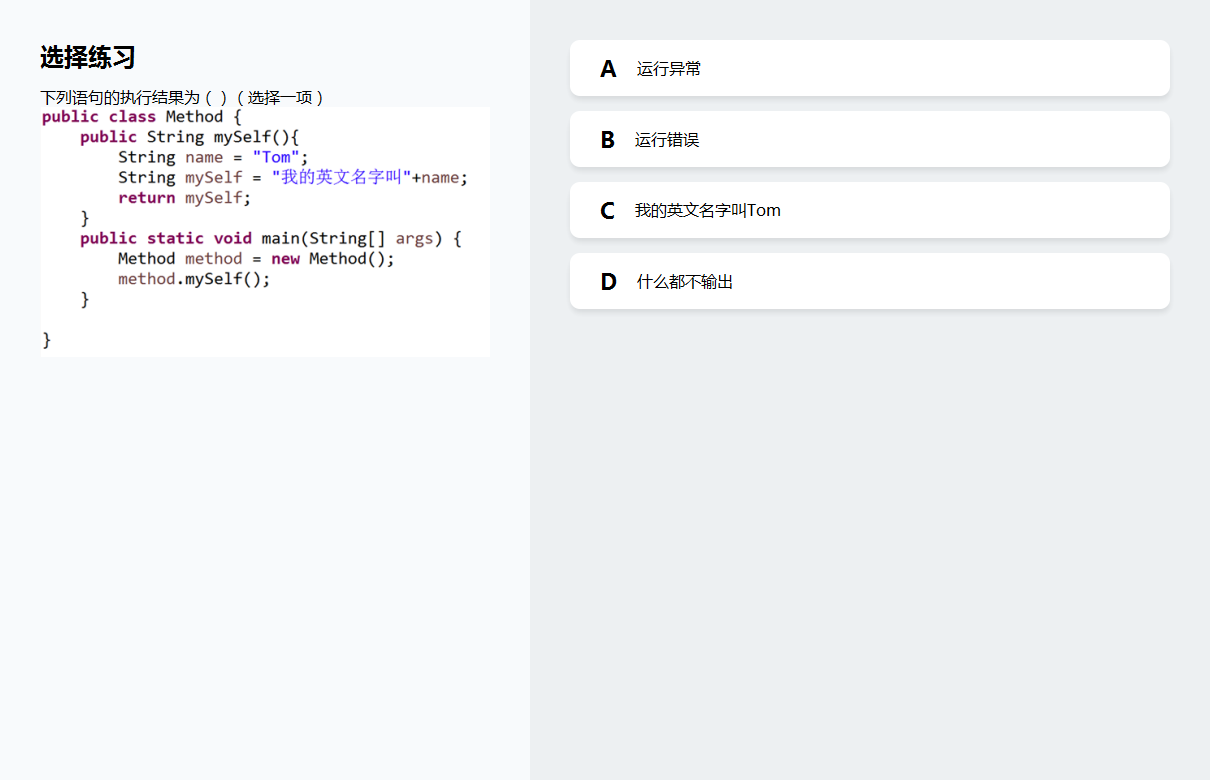 选择练习
下列语句的执行结果为（ ）（选择一项）
public class Method {
    public String mySelf(){
        String name = "Tom";
        String mySelf = "我的英文名字叫"+name;
        return mySelf;
    }
    public static void main(String[] args) {
        Method method = new Method();
        method.mySelf();
    }
}
A 运行异常
B 运行错误
C 我的英文名字叫Tom
D 什么都不输出